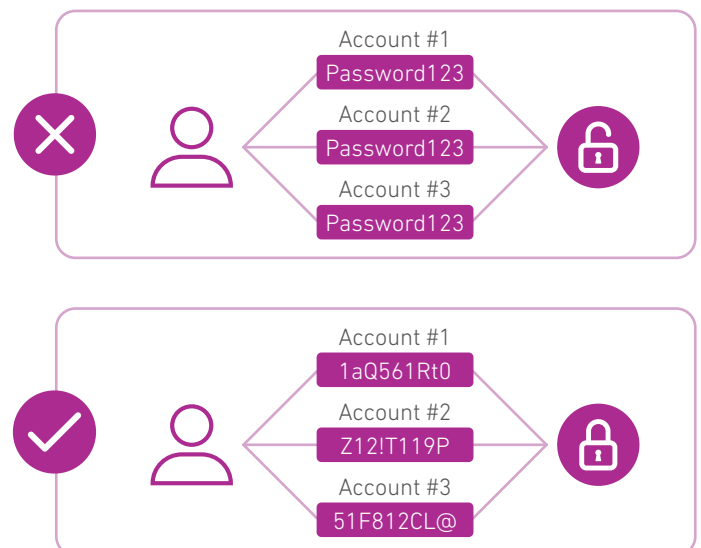 Account #1
Password123
Account #2
Password123
Account #3
Password123
Account #1
1aQ561Rt0
Account #2
Z12!T119P
Account #3
51F812CL@